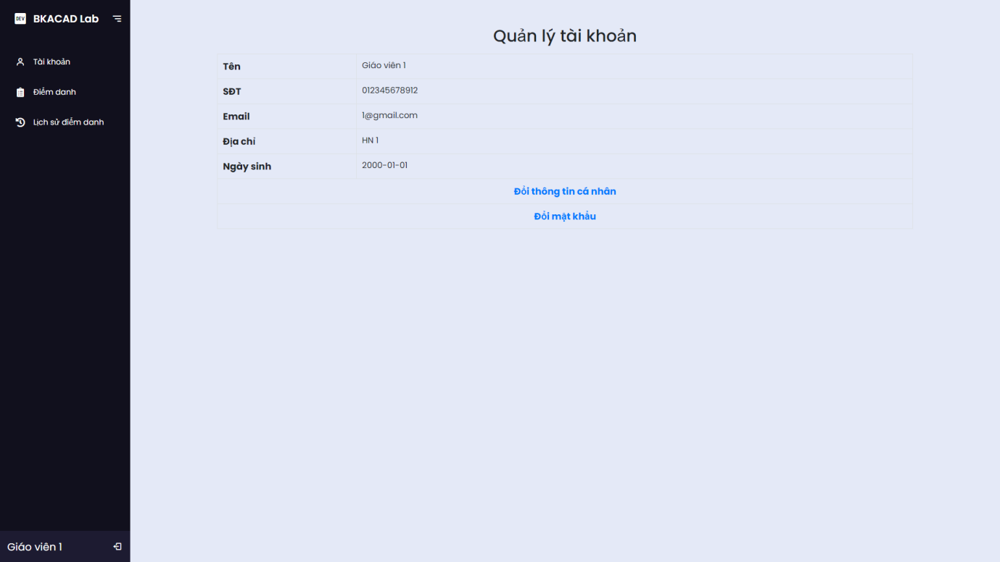 DEV BKACAD Lab
Tài khoản
Điểm danh
Lịch sử điểm danh
Giáo viên 1
Quản lý tài khoản
Tên Giáo viên 1
SĐT 012345678912
Email 1@gmail.com
Địa chỉ HN 1
Ngày sinh 2000-01-01
Đổi thông tin cá nhân
Đổi mật khẩu